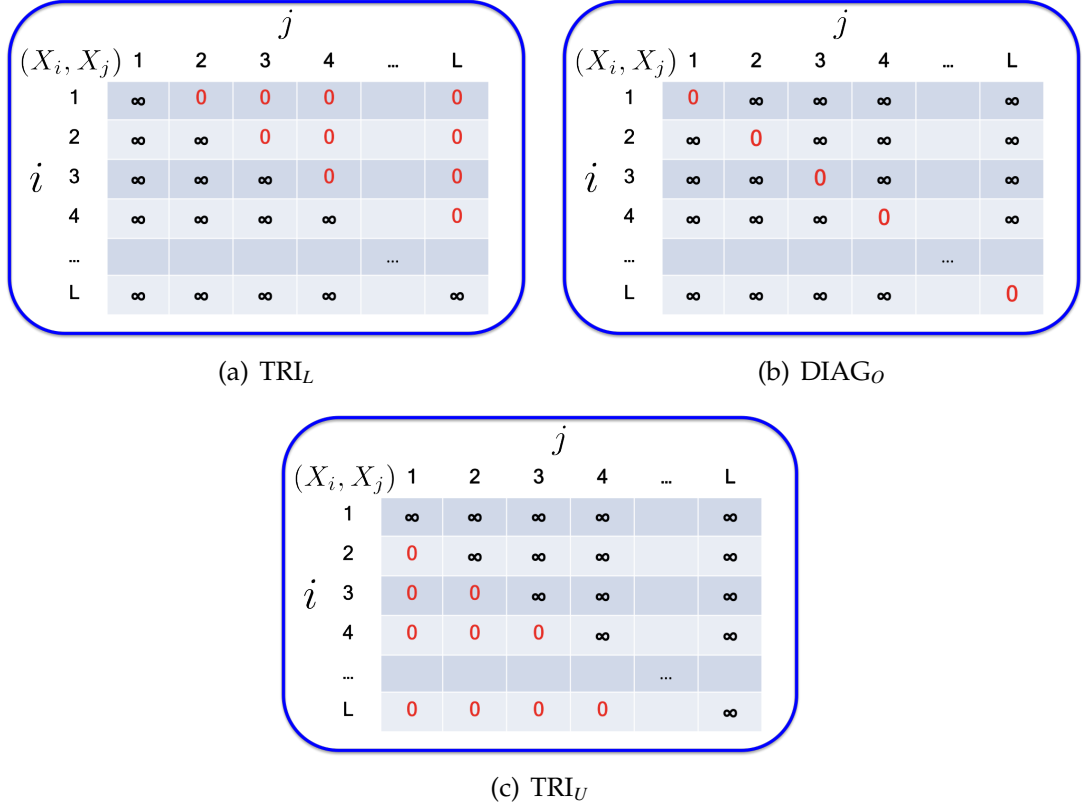 j
(X_i, X_j) 1 2 3 4 ... L
1 ∞ 0 0 0 0
2 ∞ ∞ 0 0 0
i 3 ∞ ∞ ∞ 0 0
4 ∞ ∞ ∞ ∞ 0
... ...
L ∞ ∞ ∞ ∞ ∞
(a) TRI_L
j
(X_i, X_j) 1 2 3 4 ... L
1 0 ∞ ∞ ∞ ∞
2 ∞ 0 ∞ ∞ ∞
i 3 ∞ ∞ 0 ∞ ∞
4 ∞ ∞ ∞ 0 ∞
... ...
L ∞ ∞ ∞ ∞ 0
(b) DIAG_O
j
(X_i, X_j) 1 2 3 4 ... L
1 ∞ ∞ ∞ ∞ ∞
2 0 ∞ ∞ ∞ ∞
i 3 0 0 ∞ ∞ ∞
4 0 0 0 ∞ ∞
... ...
L 0 0 0 0 ∞
(c) TRI_U